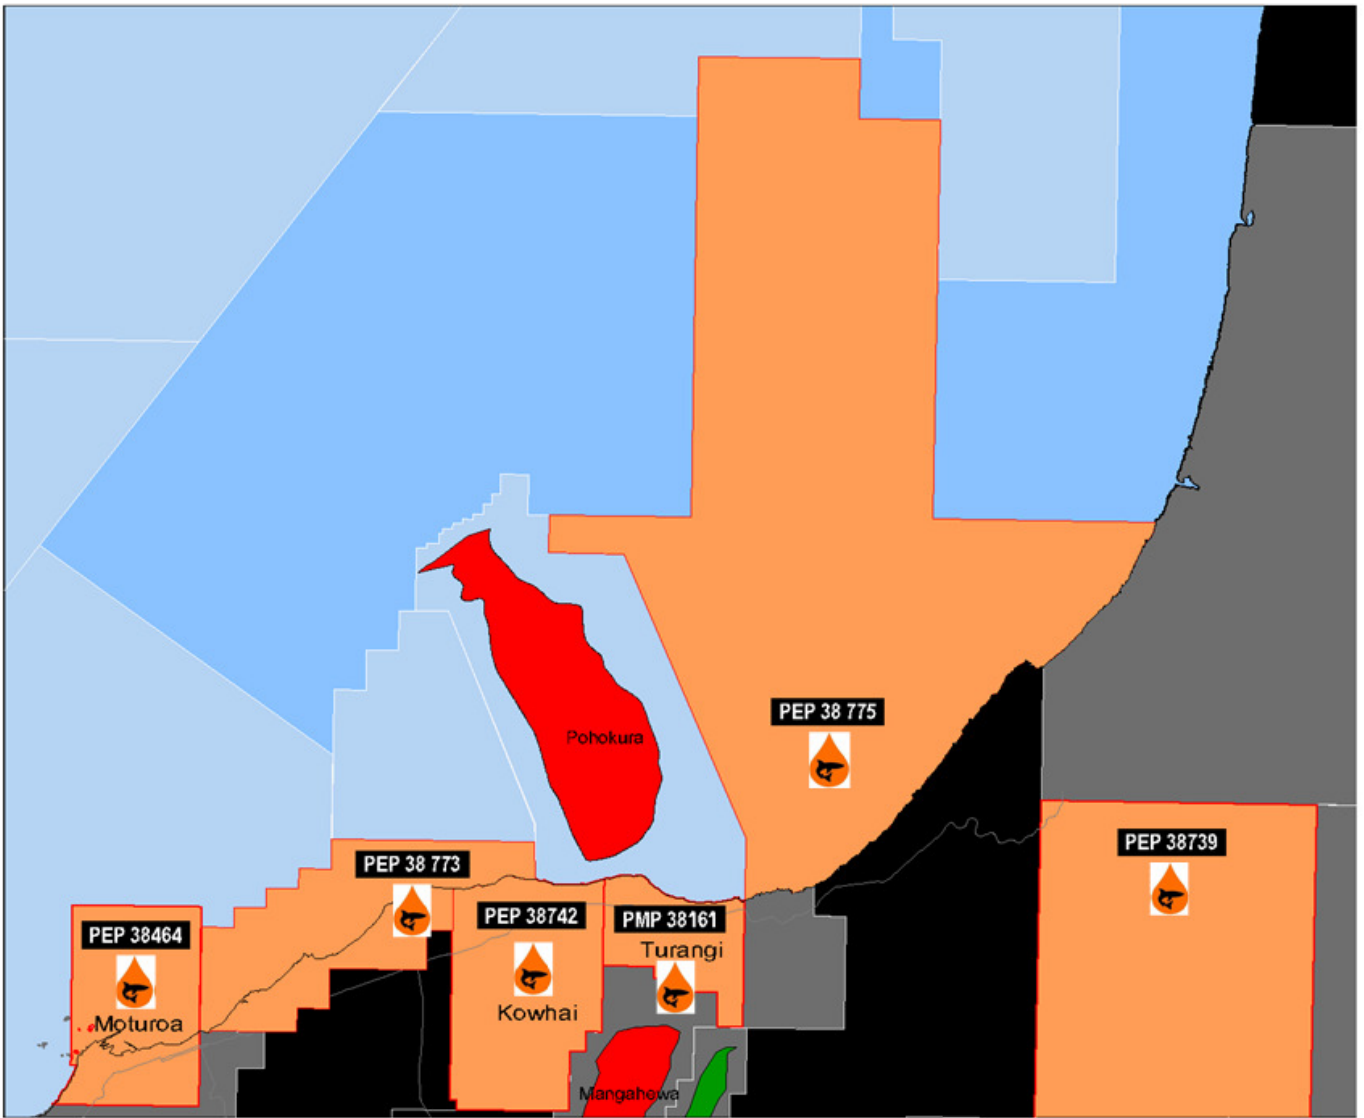 Pohokura
PEP 38 775
PEP 38739
PEP 38 773
PEP 38742
PMP 38161
PEP 38464
Turangi
Kowhai
Moturoa
Mangahewa